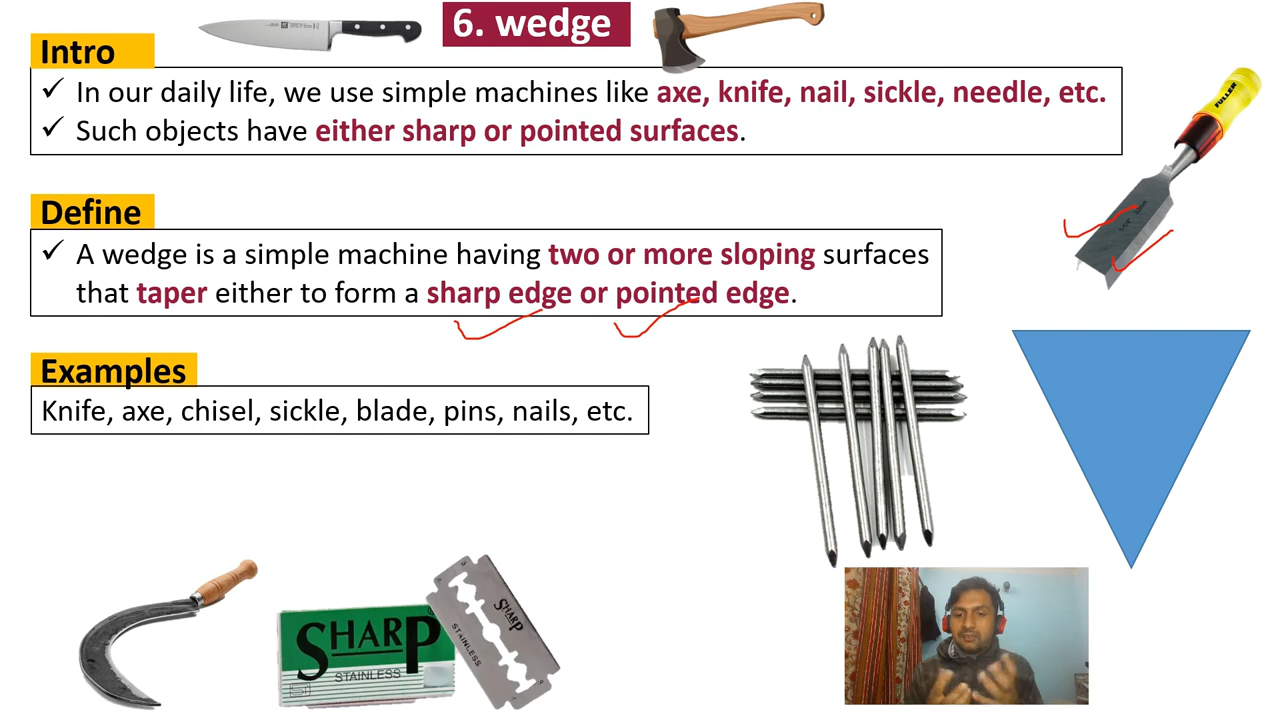 6. wedge
Intro
✓ In our daily life, we use simple machines like axe, knife, nail, sickle, needle, etc.
✓ Such objects have either sharp or pointed surfaces.
FULLER
Define
✓ A wedge is a simple machine having two or more sloping surfaces
that taper either to form a sharp edge or pointed edge.
Examples
Knife, axe, chisel, sickle, blade, pins, nails, etc.
SHARP
STAINLESS
SHARP
STAINLESS